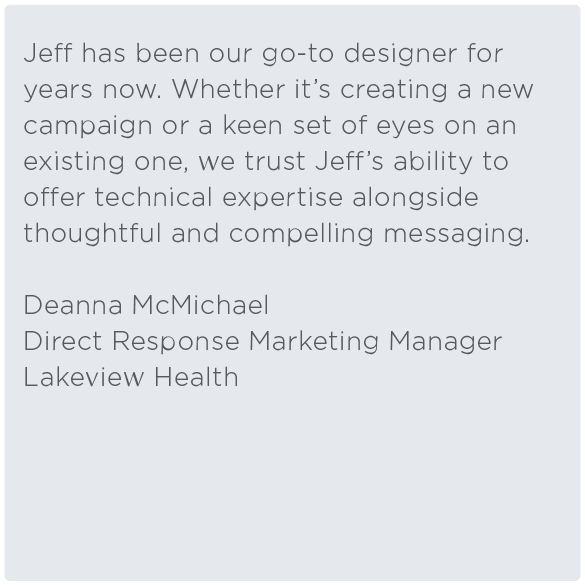 Jeff has been our go-to designer for
years now. Whether it’s creating a new
campaign or a keen set of eyes on an
existing one, we trust Jeff’s ability to
offer technical expertise alongside
thoughtful and compelling messaging.

Deanna McMichael
Direct Response Marketing Manager
Lakeview Health